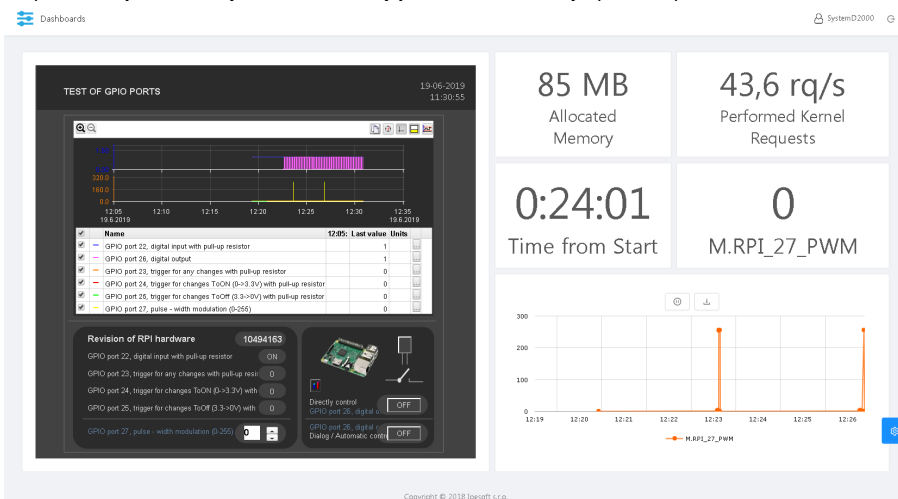 Dashboards
SystemD2000
TEST OF GPIO PORTS
19-06-2019
11:30:55
320.0
160.0
0.0
12:05 12:10 12:15 12:20 12:25 12:30 12:35
19.6.2019 19.6.2019
Name 12:05: Last value Units
GPIO port 22, digital input with pull-up resistor 1
GPIO port 26, digital output 1
GPIO port 23, trigger for any changes with pull-up resistor 0
GPIO port 24, trigger for changes ToON (0->3.3V) with pull-up resistor 0
GPIO port 25, trigger for changes ToOff (3.3->0V) with pull-up resistor 0
GPIO port 27, pulse - width modulation (0-255) 0
Revision of RPI hardware 10494163
GPIO port 22, digital input with pull-up resistor ON
GPIO port 23, trigger for any changes with pull-up resis 0
GPIO port 24, trigger for changes ToON (0->3.3V) with 0
GPIO port 25, trigger for changes ToOff (3.3->0V) with 0
GPIO port 27, pulse - width modulation (0-255) 0
Directly control
GPIO port 26, digital
OFF
GPIO port 26, digital
Dialog / Automatic contr
OFF
85 MB
Allocated
Memory
43,6 rq/s
Performed Kernel
Requests
0:24:01
Time from Start
0
M.RPI_27_PWM
300
200
100
0
12:19 12:20 12:21 12:22 12:23 12:24 12:25 12:26
M.RPI_27_PWM
Copyright © 2018 Ipesoft s.r.o.